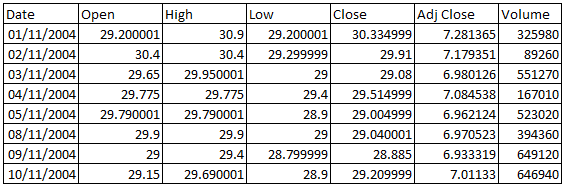 Date Open High Low Close Adj Close Volume
01/11/2004 29.200001 30.9 29.200001 30.334999 7.281365 325980
02/11/2004 30.4 30.4 29.299999 29.91 7.179351 89260
03/11/2004 29.65 29.950001 29 29.08 6.980126 551270
04/11/2004 29.775 29.775 29.4 29.514999 7.084538 167010
05/11/2004 29.790001 29.790001 28.9 29.004999 6.962124 523020
08/11/2004 29.9 29.9 29 29.040001 6.970523 394360
09/11/2004 29 29.4 28.799999 28.885 6.933319 649120
10/11/2004 29.15 29.690001 28.9 29.209999 7.01133 646940